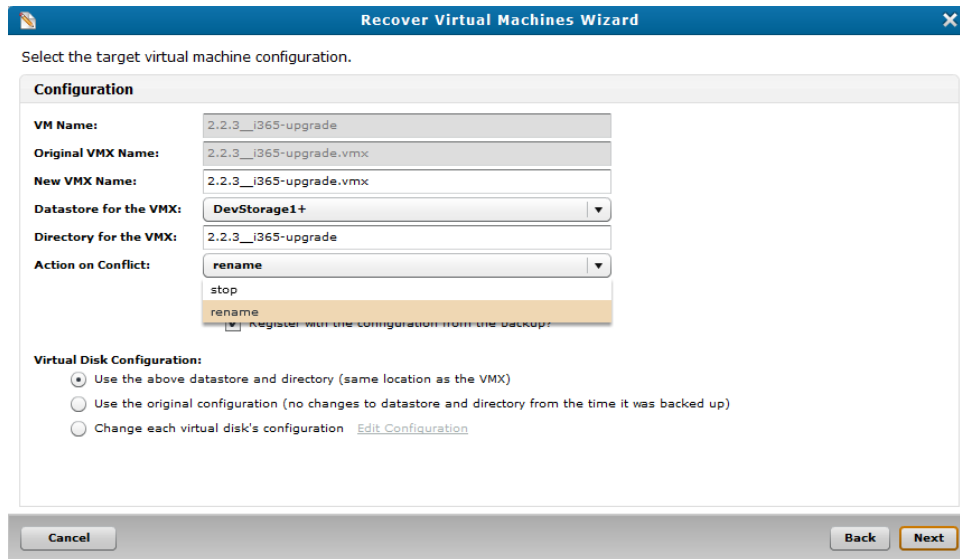 Recover Virtual Machines Wizard
Select the target virtual machine configuration.
Configuration
VM Name: 2.2.3__i365-upgrade
Original VMX Name: 2.2.3__i365-upgrade.vmx
New VMX Name: 2.2.3__i365-upgrade.vmx
Datastore for the VMX: DevStorage1+
Directory for the VMX: 2.2.3__i365-upgrade
Action on Conflict: rename
stop
rename
Register with the configuration from the backup?
Virtual Disk Configuration:
Use the above datastore and directory (same location as the VMX)
Use the original configuration (no changes to datastore and directory from the time it was backed up)
Change each virtual disk's configuration Edit Configuration
Cancel Back Next